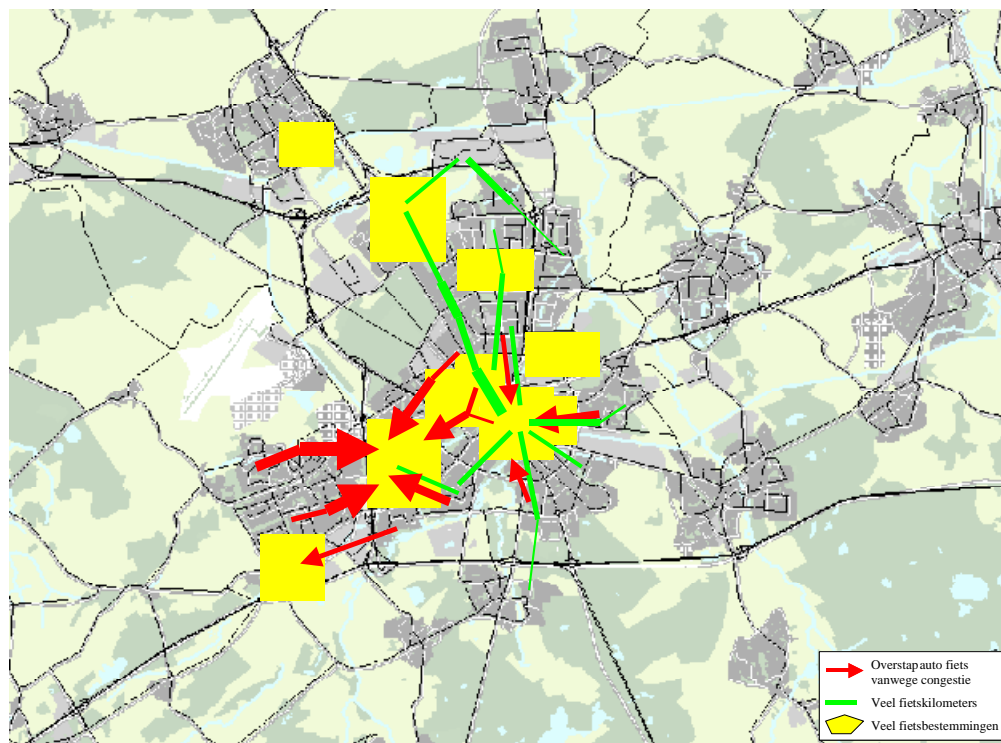 Overstap auto fiets
vanwege congestie
Veel fietskilometers
Veel fietsbestemmingen